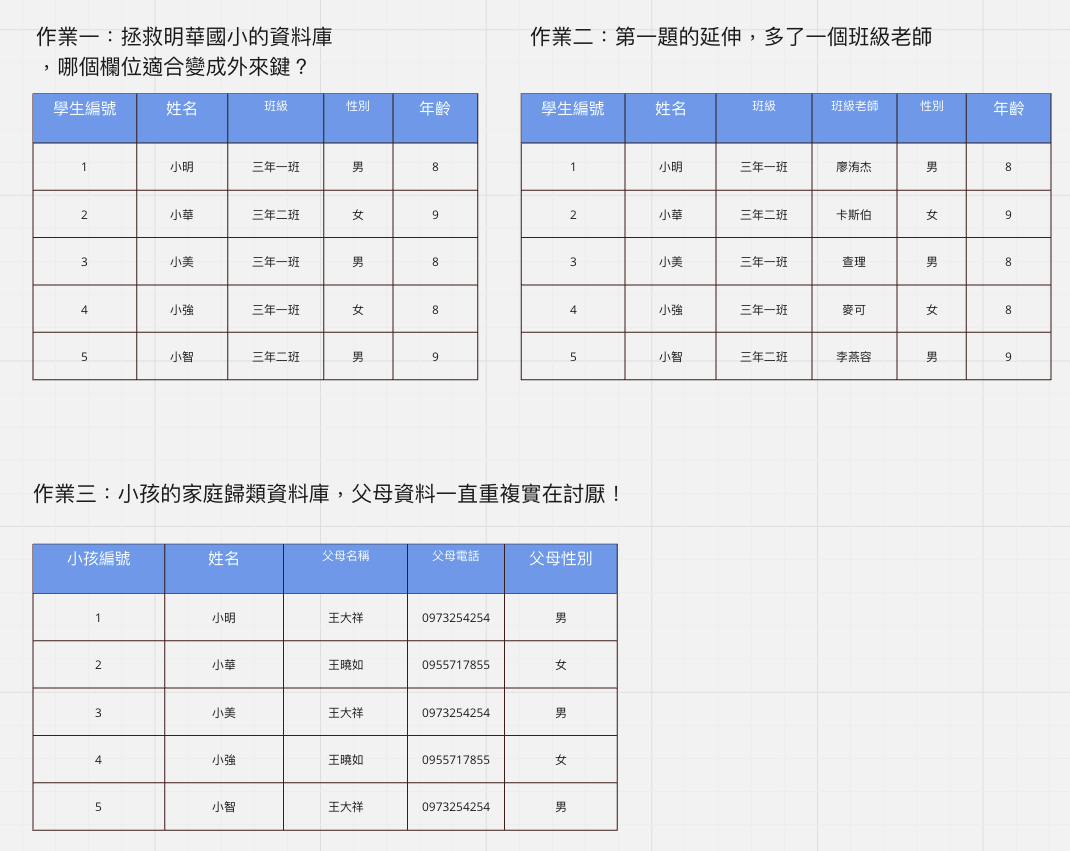 作業一：拯救明華國小的資料庫
，哪個欄位適合變成外來鍵？
學生編號 姓名 班級 性別 年齡
1 小明 三年一班 男 8
2 小華 三年二班 女 9
3 小美 三年一班 男 8
4 小強 三年一班 女 8
5 小智 三年二班 男 9
作業二：第一題的延伸，多了一個班級老師
學生編號 姓名 班級 班級老師 性別 年齡
1 小明 三年一班 廖洧杰 男 8
2 小華 三年二班 卡斯伯 女 9
3 小美 三年一班 查理 男 8
4 小強 三年一班 麥可 女 8
5 小智 三年二班 李燕容 男 9
作業三：小孩的家庭歸類資料庫，父母資料一直重複實在討厭！
小孩編號 姓名 父母名稱 父母電話 父母性別
1 小明 王大祥 0973254254 男
2 小華 王曉如 0955717855 女
3 小美 王大祥 0973254254 男
4 小強 王曉如 0955717855 女
5 小智 王大祥 0973254254 男